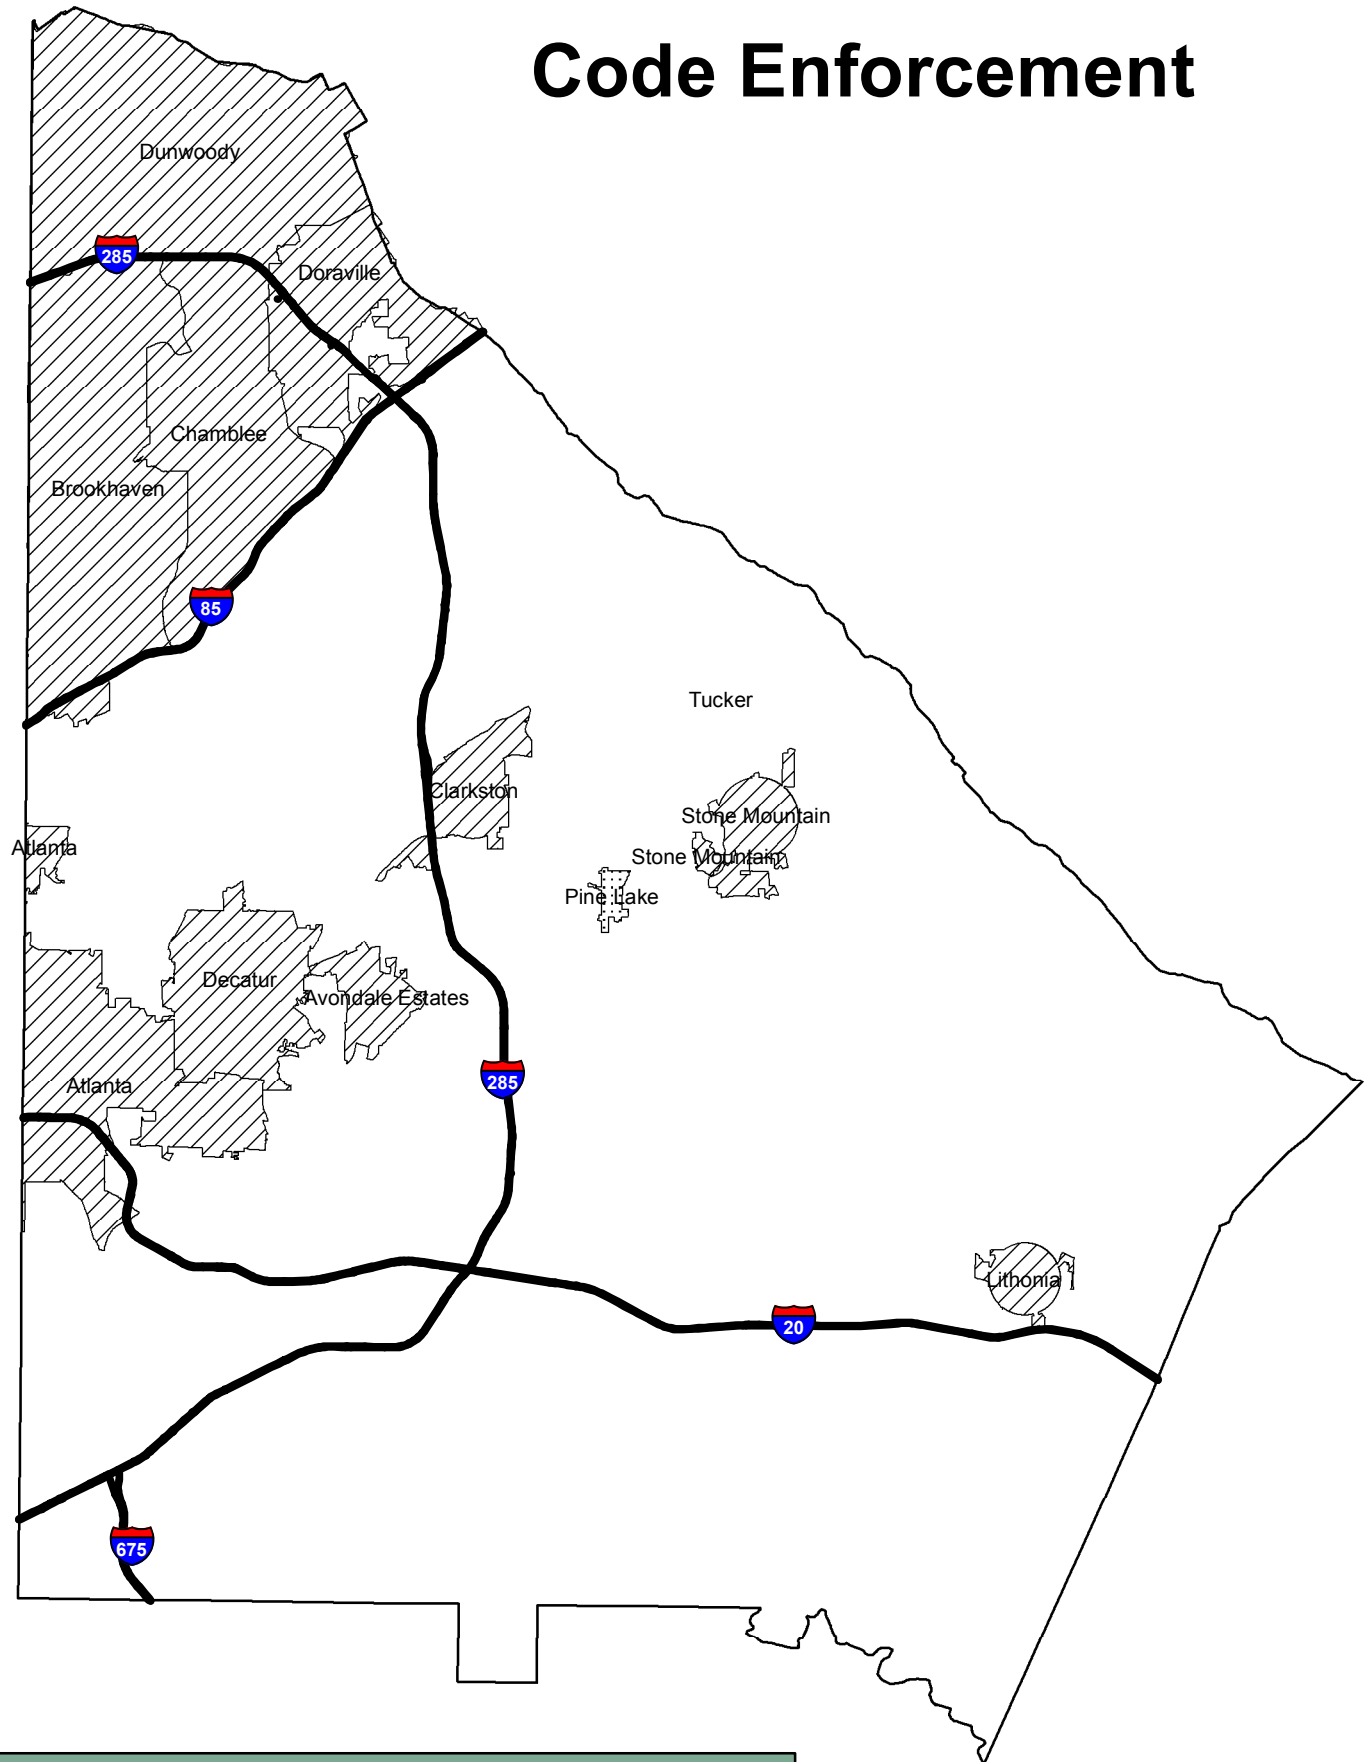 Code Enforcement
Dunwoody
285
Doraville
Chamblee
Brookhaven
85
Tucker
Clarkston
Stone Mountain
Atlanta
Stone Mountain
Pine Lake
Decatur
Avondale Estates
285
Atlanta
Lithonia
20
675